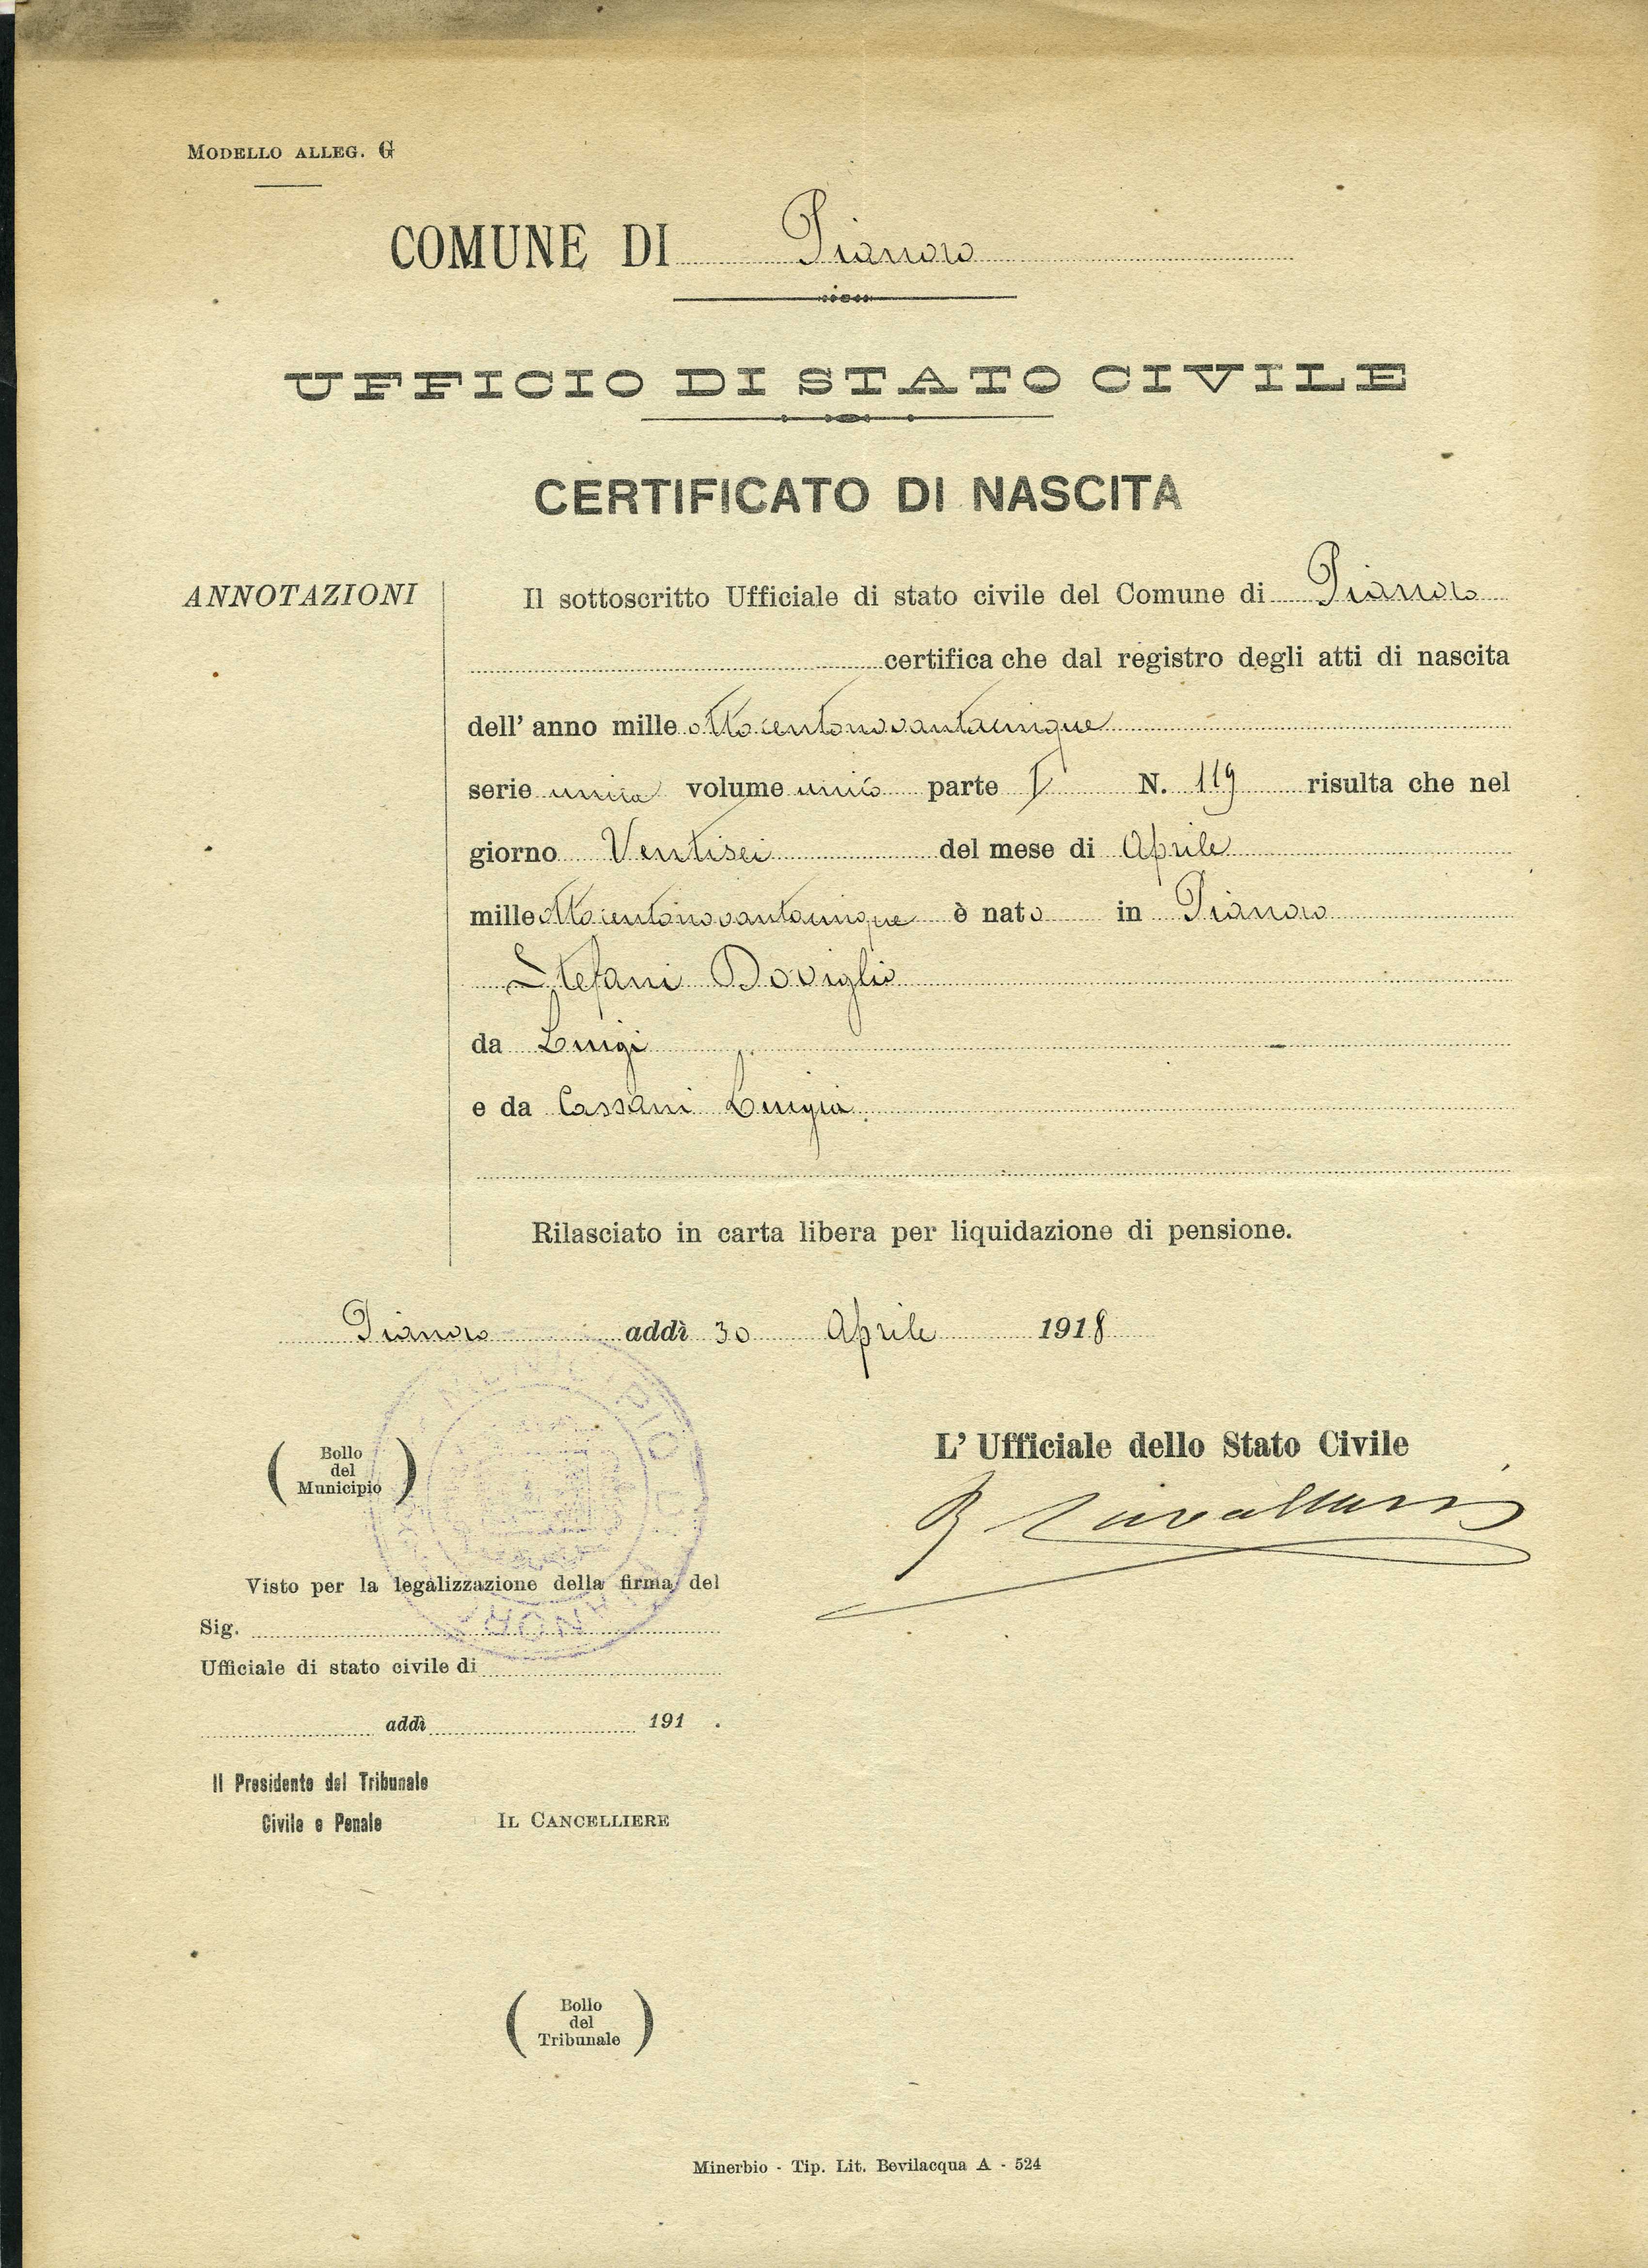 MODELLO ALLEG. G
COMUNE DI Pianoro
UFFICIO DI STATO CIVILE
CERTIFICATO DI NASCITA
ANNOTAZIONI
Il sottoscritto Ufficiale di stato civile del Comune di Pianoro
certifica che dal registro degli atti di nascita
dell' anno mille ottocentonovantacinque
serie unica volume unico parte I N. 119 risulta che nel
giorno Ventisei del mese di Aprile
mille ottocentonovantacinque è nato in Pianoro
Stefani Doviglio
da Luigi
e da Cassani Luigia
Rilasciato in carta libera per liquidazione di pensione.
Pianoro addì 30 Aprile 1918
Bollo
del
Municipio
MUNICIPIO DI PIANORO
L' Ufficiale dello Stato Civile
Visto per la legalizzazione della firma del
Sig.
Ufficiale di stato civile di
addì 191 .
Il Presidente del Tribunale
Civile e Penale IL CANCELLIERE
Bollo
del
Tribunale
Minerbio - Tip. Lit. Bevilacqua A - 524